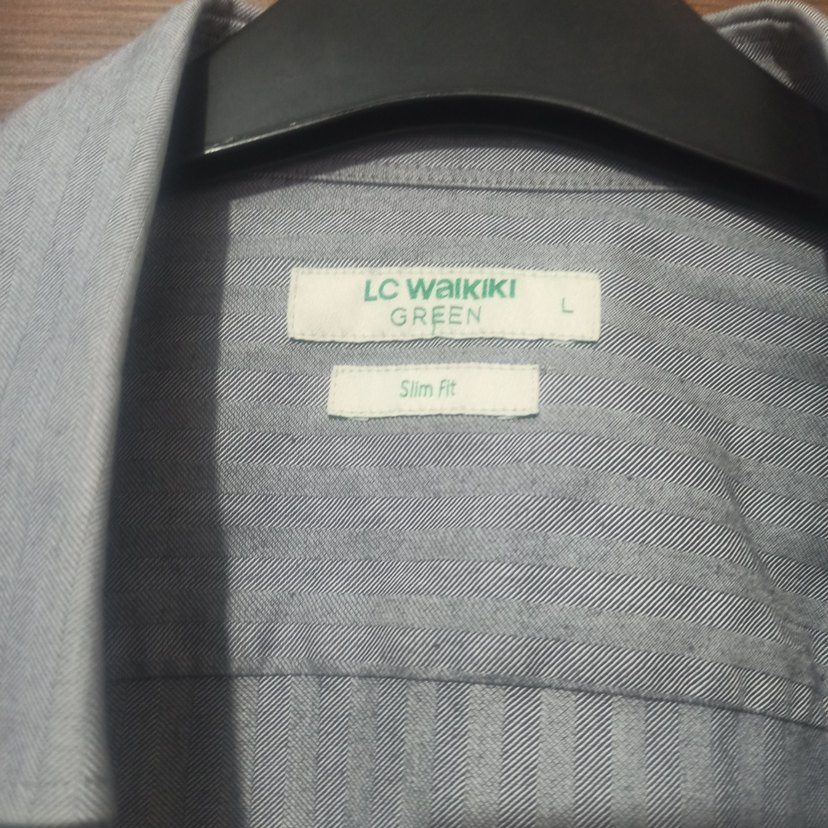 LC WAIKIKI
GREEN
L
Slim Fit